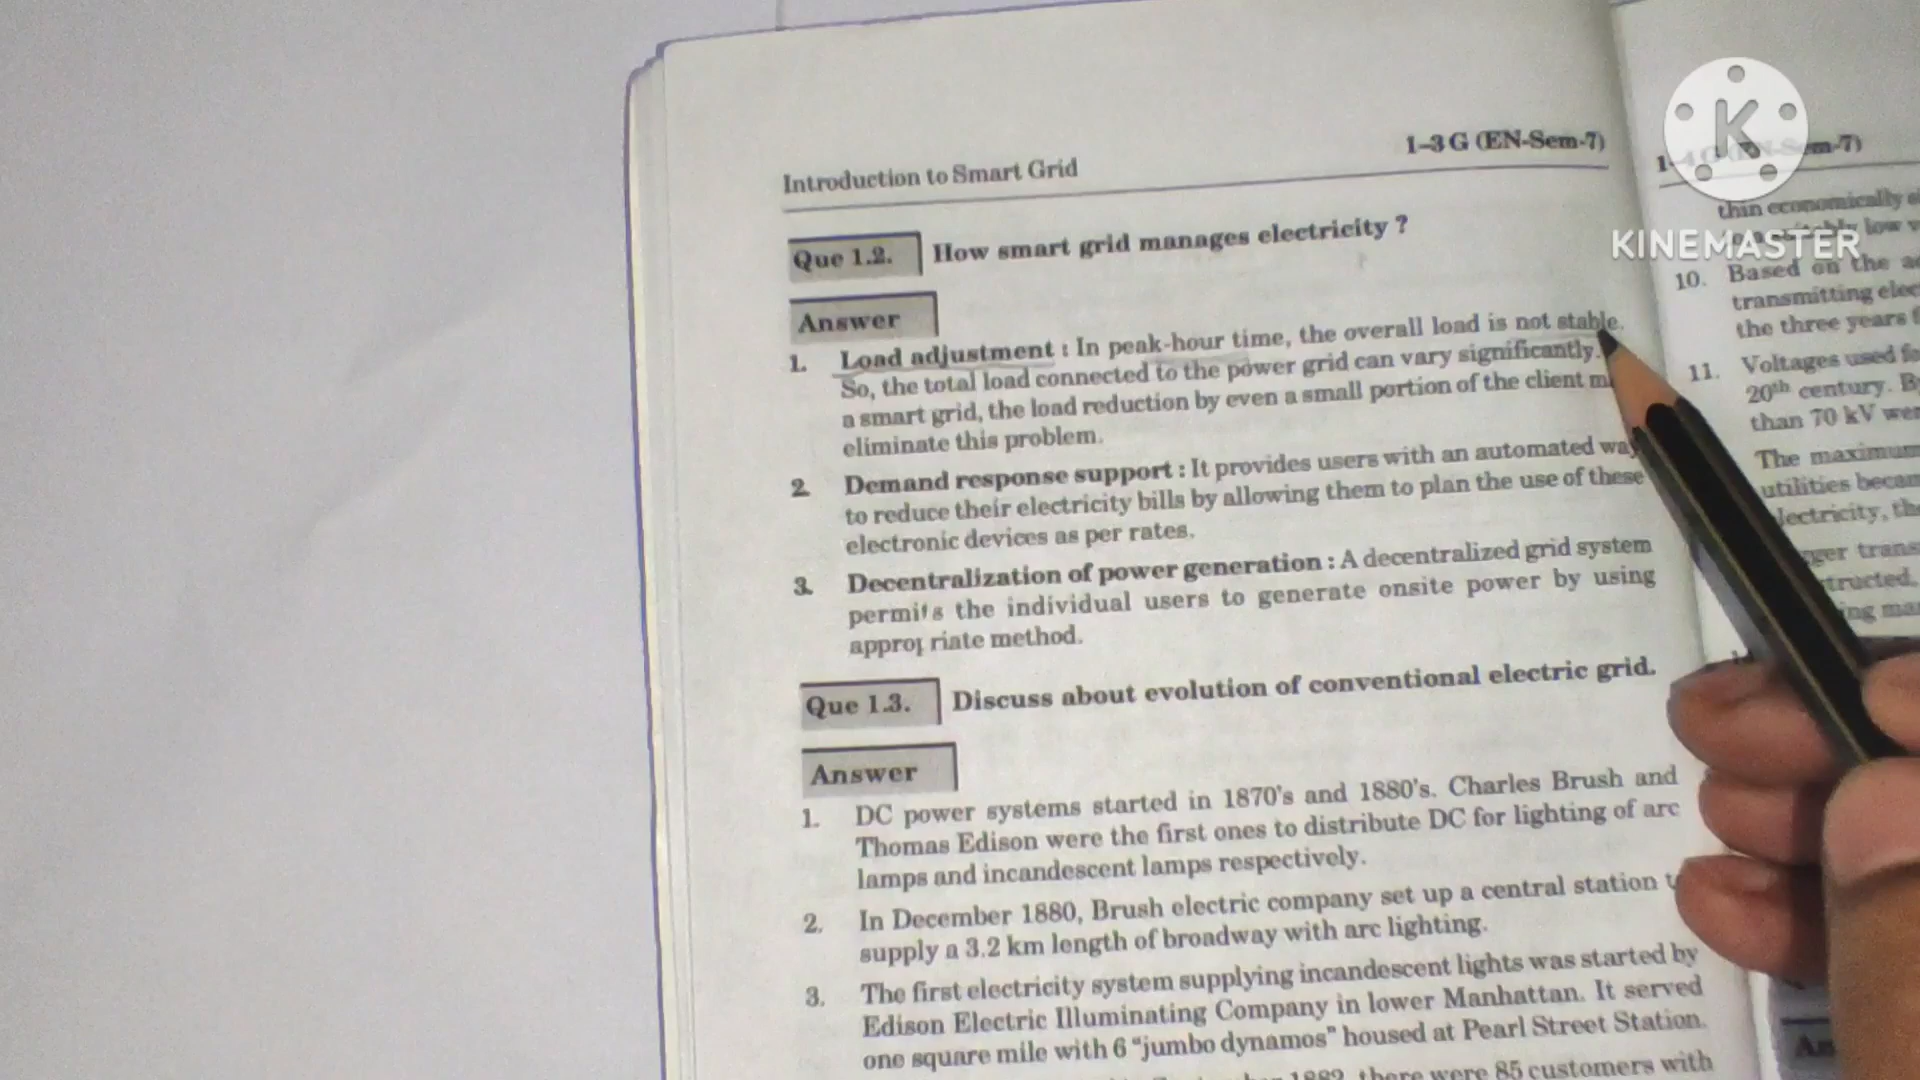 1–3 G (EN-Sem-7)
Introduction to Smart Grid
Que 1.2. How smart grid manages electricity ?
Answer
1. Load adjustment : In peak-hour time, the overall load is not stable.
So, the total load connected to the power grid can vary significantly.
a smart grid, the load reduction by even a small portion of the client
eliminate this problem.
2. Demand response support : It provides users with an automated way
to reduce their electricity bills by allowing them to plan the use of these
electronic devices as per rates.
3. Decentralization of power generation : A decentralized grid system
permits the individual users to generate onsite power by using
appropriate method.
Que 1.3. Discuss about evolution of conventional electric grid.
Answer
1. DC power systems started in 1870's and 1880's. Charles Brush and
Thomas Edison were the first ones to distribute DC for lighting of arc
lamps and incandescent lamps respectively.
2. In December 1880, Brush electric company set up a central station
supply a 3.2 km length of broadway with arc lighting.
3. The first electricity system supplying incandescent lights was started by
Edison Electric Illuminating Company in lower Manhattan. It served
one square mile with 6 "jumbo dynamos" housed at Pearl Street Station.
1882, there were 85 customers with
thin economically
low
10. Based on the
transmitting
the three years
11. Voltages used
20th century.
than 70 kV
The maximum
utilities
the
K
KINEMASTER